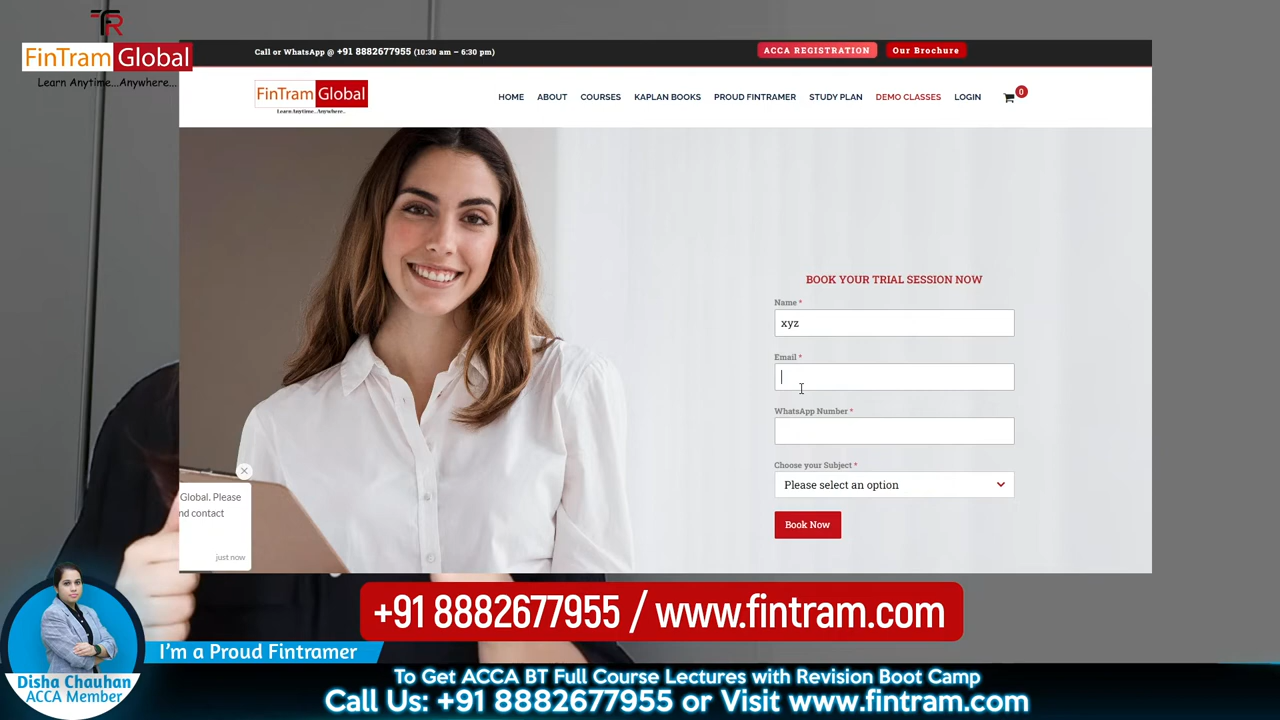 TR
FinTram Global
Learn Anytime...Anywhere...
Call or WhatsApp @ +91 8882677955 (10:30 am – 6:30 pm)
ACCA REGISTRATION
Our Brochure
FinTram Global
Learn Anytime..Anywhere..
HOME ABOUT COURSES KAPLAN BOOKS PROUD FINTRAMER STUDY PLAN DEMO CLASSES LOGIN 0
BOOK YOUR TRIAL SESSION NOW
Name *
xyz
Email *
WhatsApp Number *
Choose your Subject *
Please select an option
Book Now
Global. Please
nd contact
just now
+91 8882677955 / www.fintram.com
I'm a Proud Fintramer
Disha Chauhan
ACCA Member
To Get ACCA BT Full Course Lectures with Revision Boot Camp
Call Us: +91 8882677955 or Visit www.fintram.com